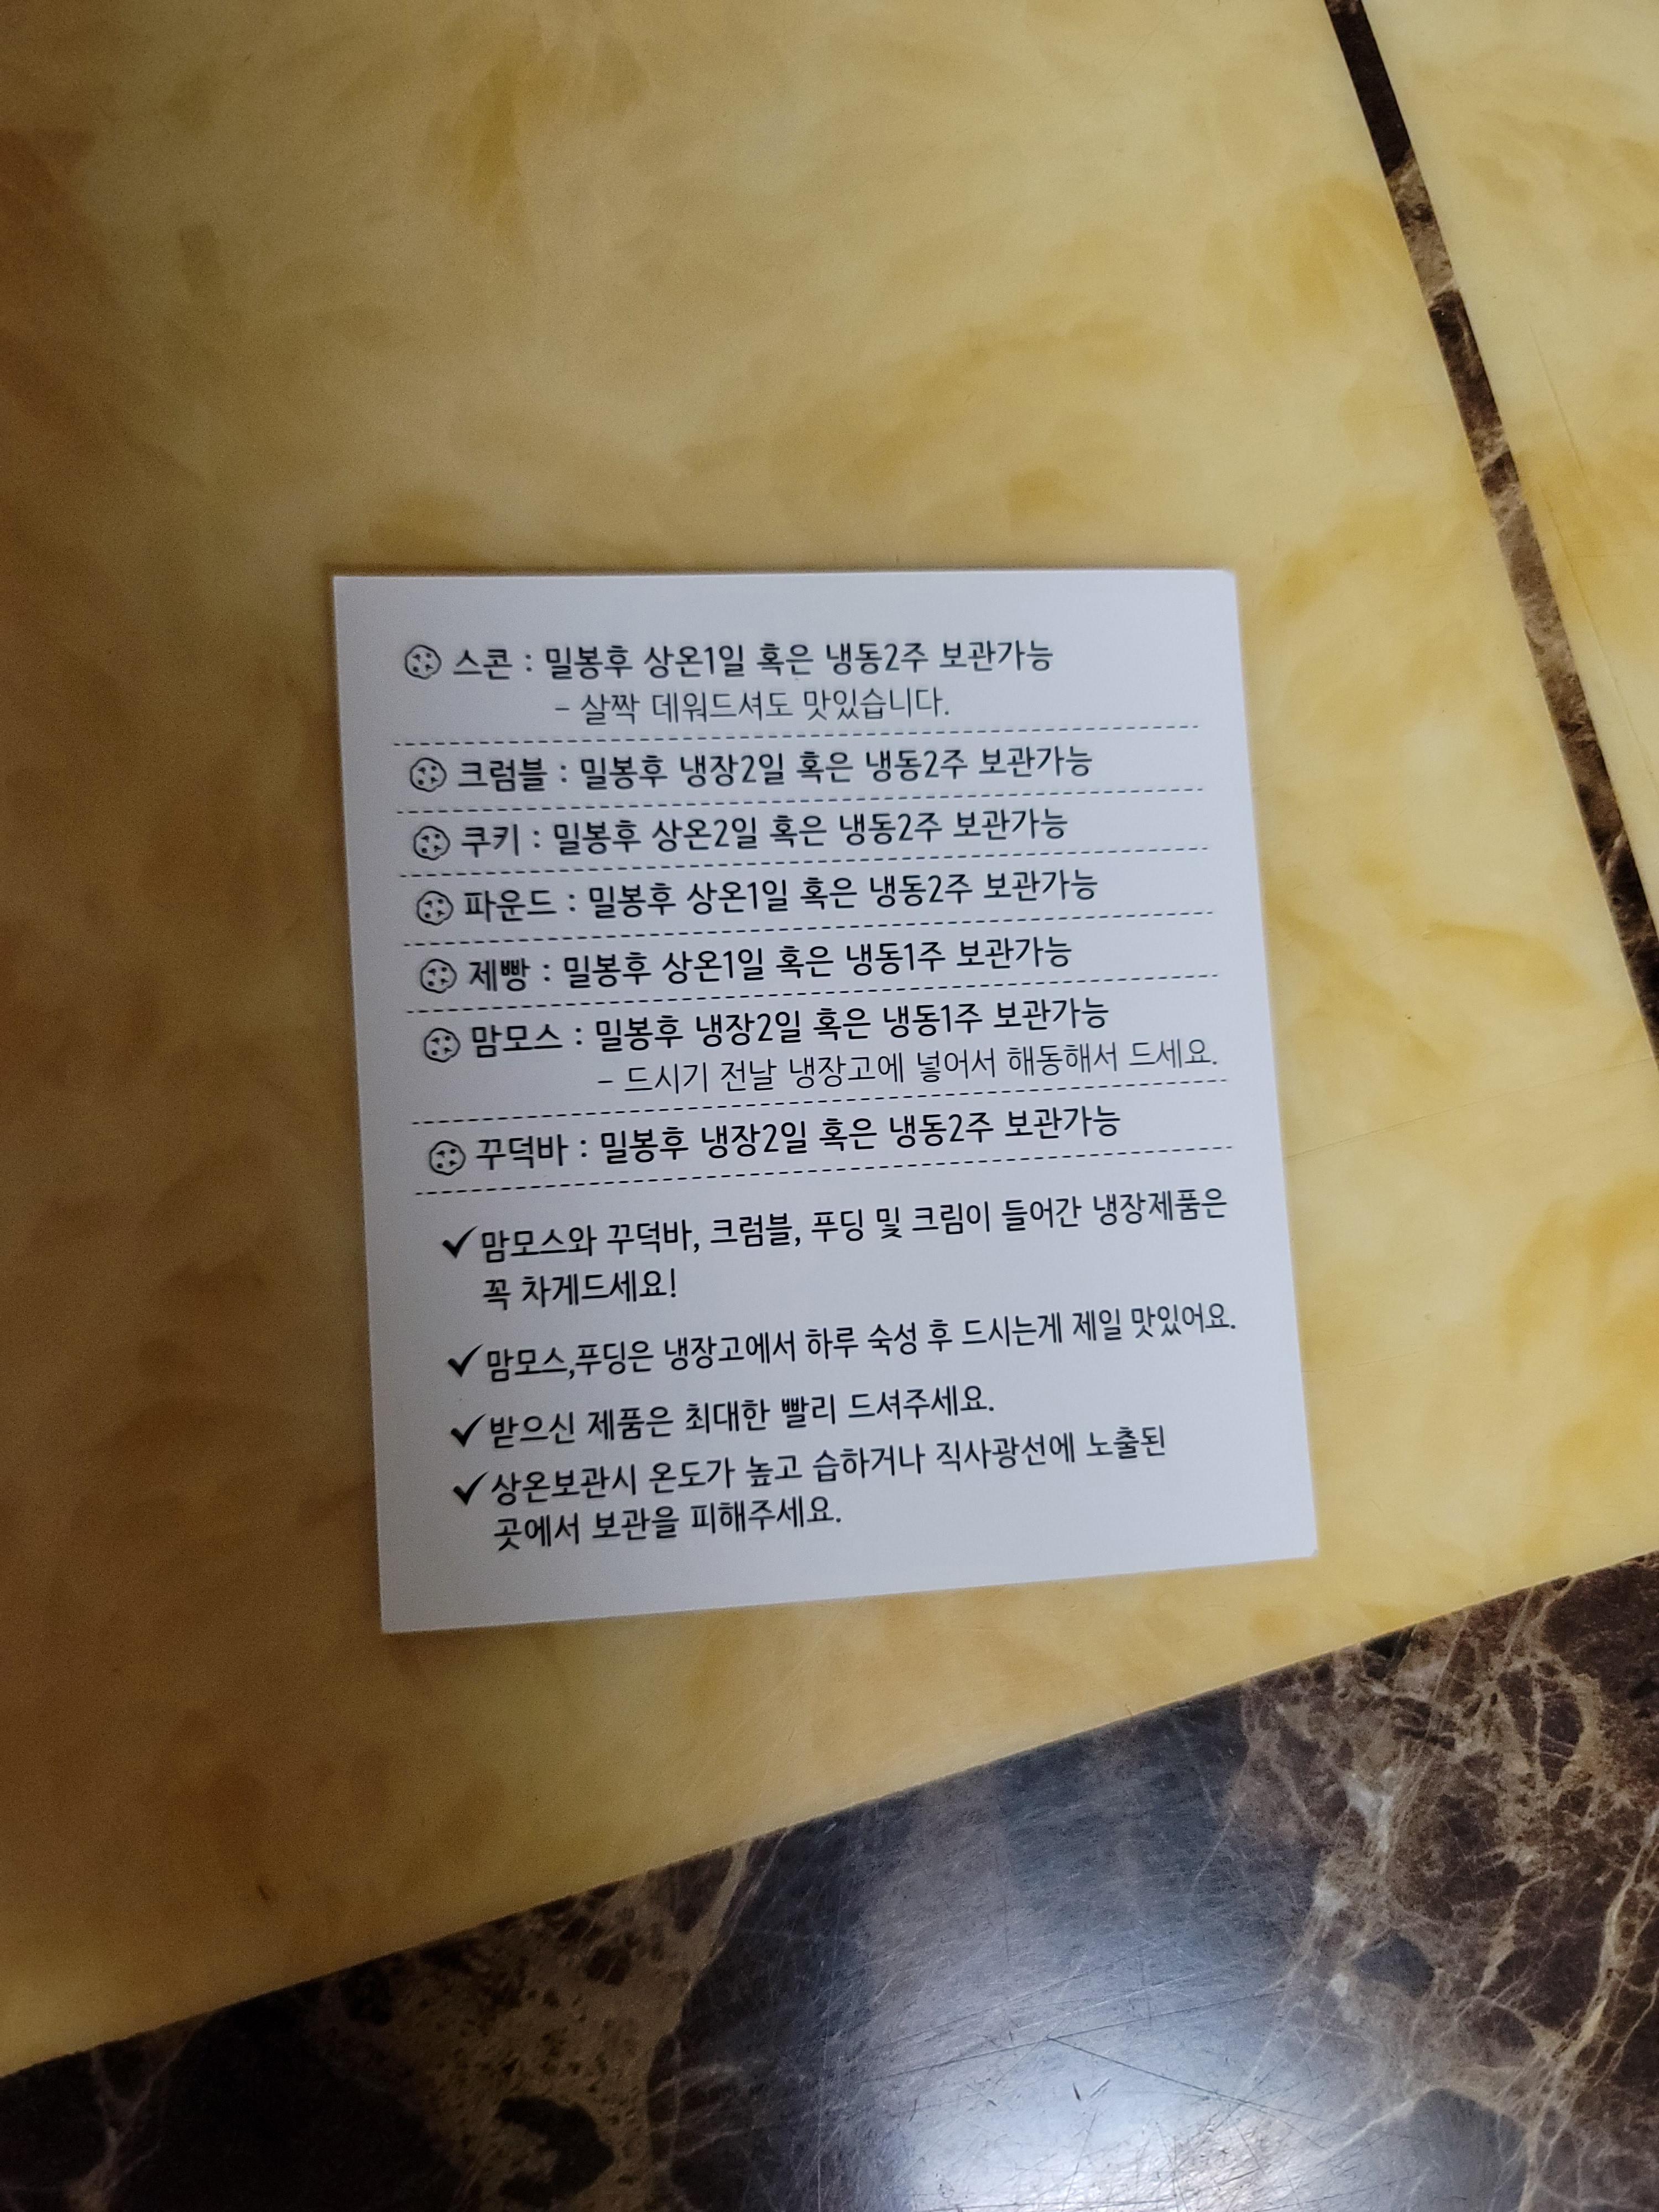 스콘 : 밀봉후 상온1일 혹은 냉동2주 보관가능
– 살짝 데워드셔도 맛있습니다.
크럼블 : 밀봉후 냉장2일 혹은 냉동2주 보관가능
쿠키 : 밀봉후 상온2일 혹은 냉동2주 보관가능
파운드 : 밀봉후 상온1일 혹은 냉동2주 보관가능
제빵 : 밀봉후 상온1일 혹은 냉동1주 보관가능
맘모스 : 밀봉후 냉장2일 혹은 냉동1주 보관가능
– 드시기 전날 냉장고에 넣어서 해동해서 드세요.
꾸덕바 : 밀봉후 냉장2일 혹은 냉동2주 보관가능
✓맘모스와 꾸덕바, 크럼블, 푸딩 및 크림이 들어간 냉장제품은
꼭 차게드세요!
✓맘모스,푸딩은 냉장고에서 하루 숙성 후 드시는게 제일 맛있어요.
✓받으신 제품은 최대한 빨리 드셔주세요.
✓상온보관시 온도가 높고 습하거나 직사광선에 노출된
곳에서 보관을 피해주세요.